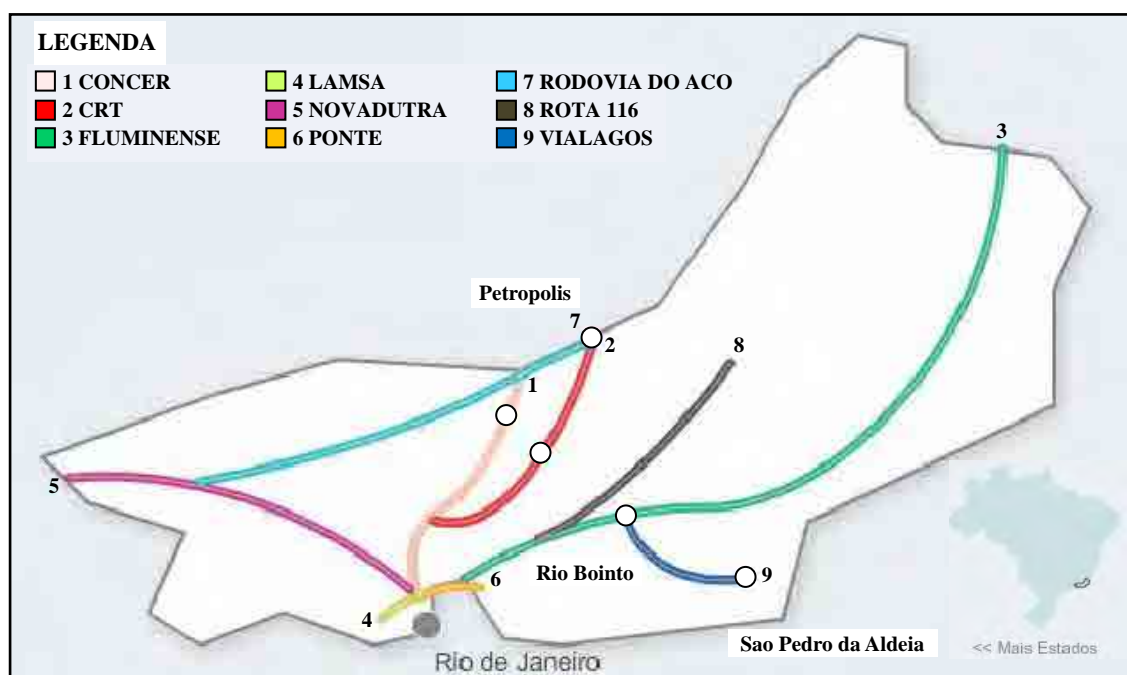 LEGENDA
1 CONCER
4 LAMSA
7 RODOVIA DO ACO
2 CRT
5 NOVADUTRA
8 ROTA 116
3 FLUMINENSE
6 PONTE
9 VIALAGOS
3
Petropolis
7
2
8
1
5
Rio Bointo
6
9
4
Sao Pedro da Aldeia
<< Mais Estados
Rio de Janeiro